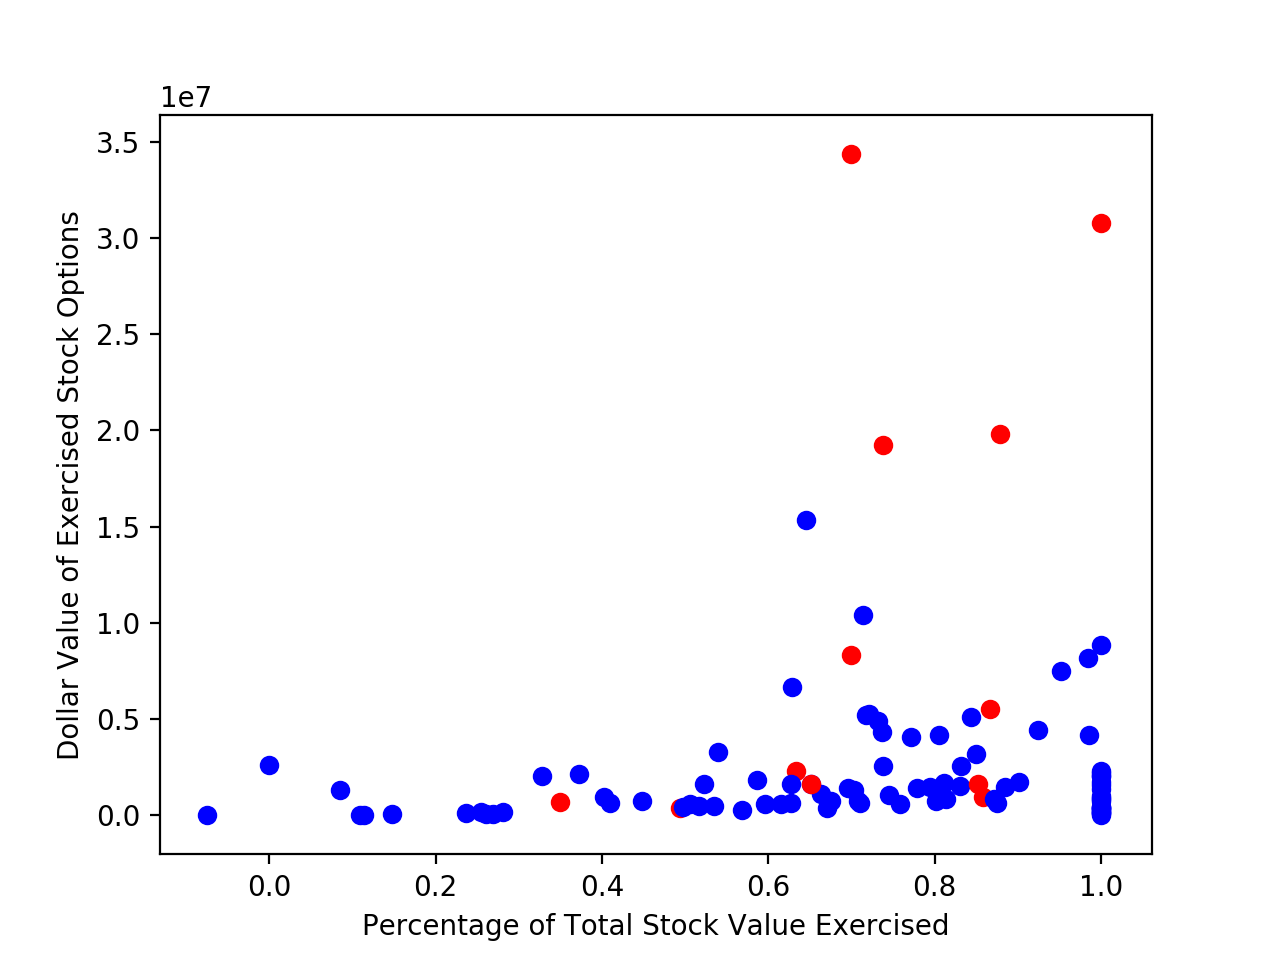 1e7
3.5
3.0
2.5
2.0
1.5
1.0
0.5
0.0
Dollar Value of Exercised Stock Options
0.0 0.2 0.4 0.6 0.8 1.0
Percentage of Total Stock Value Exercised